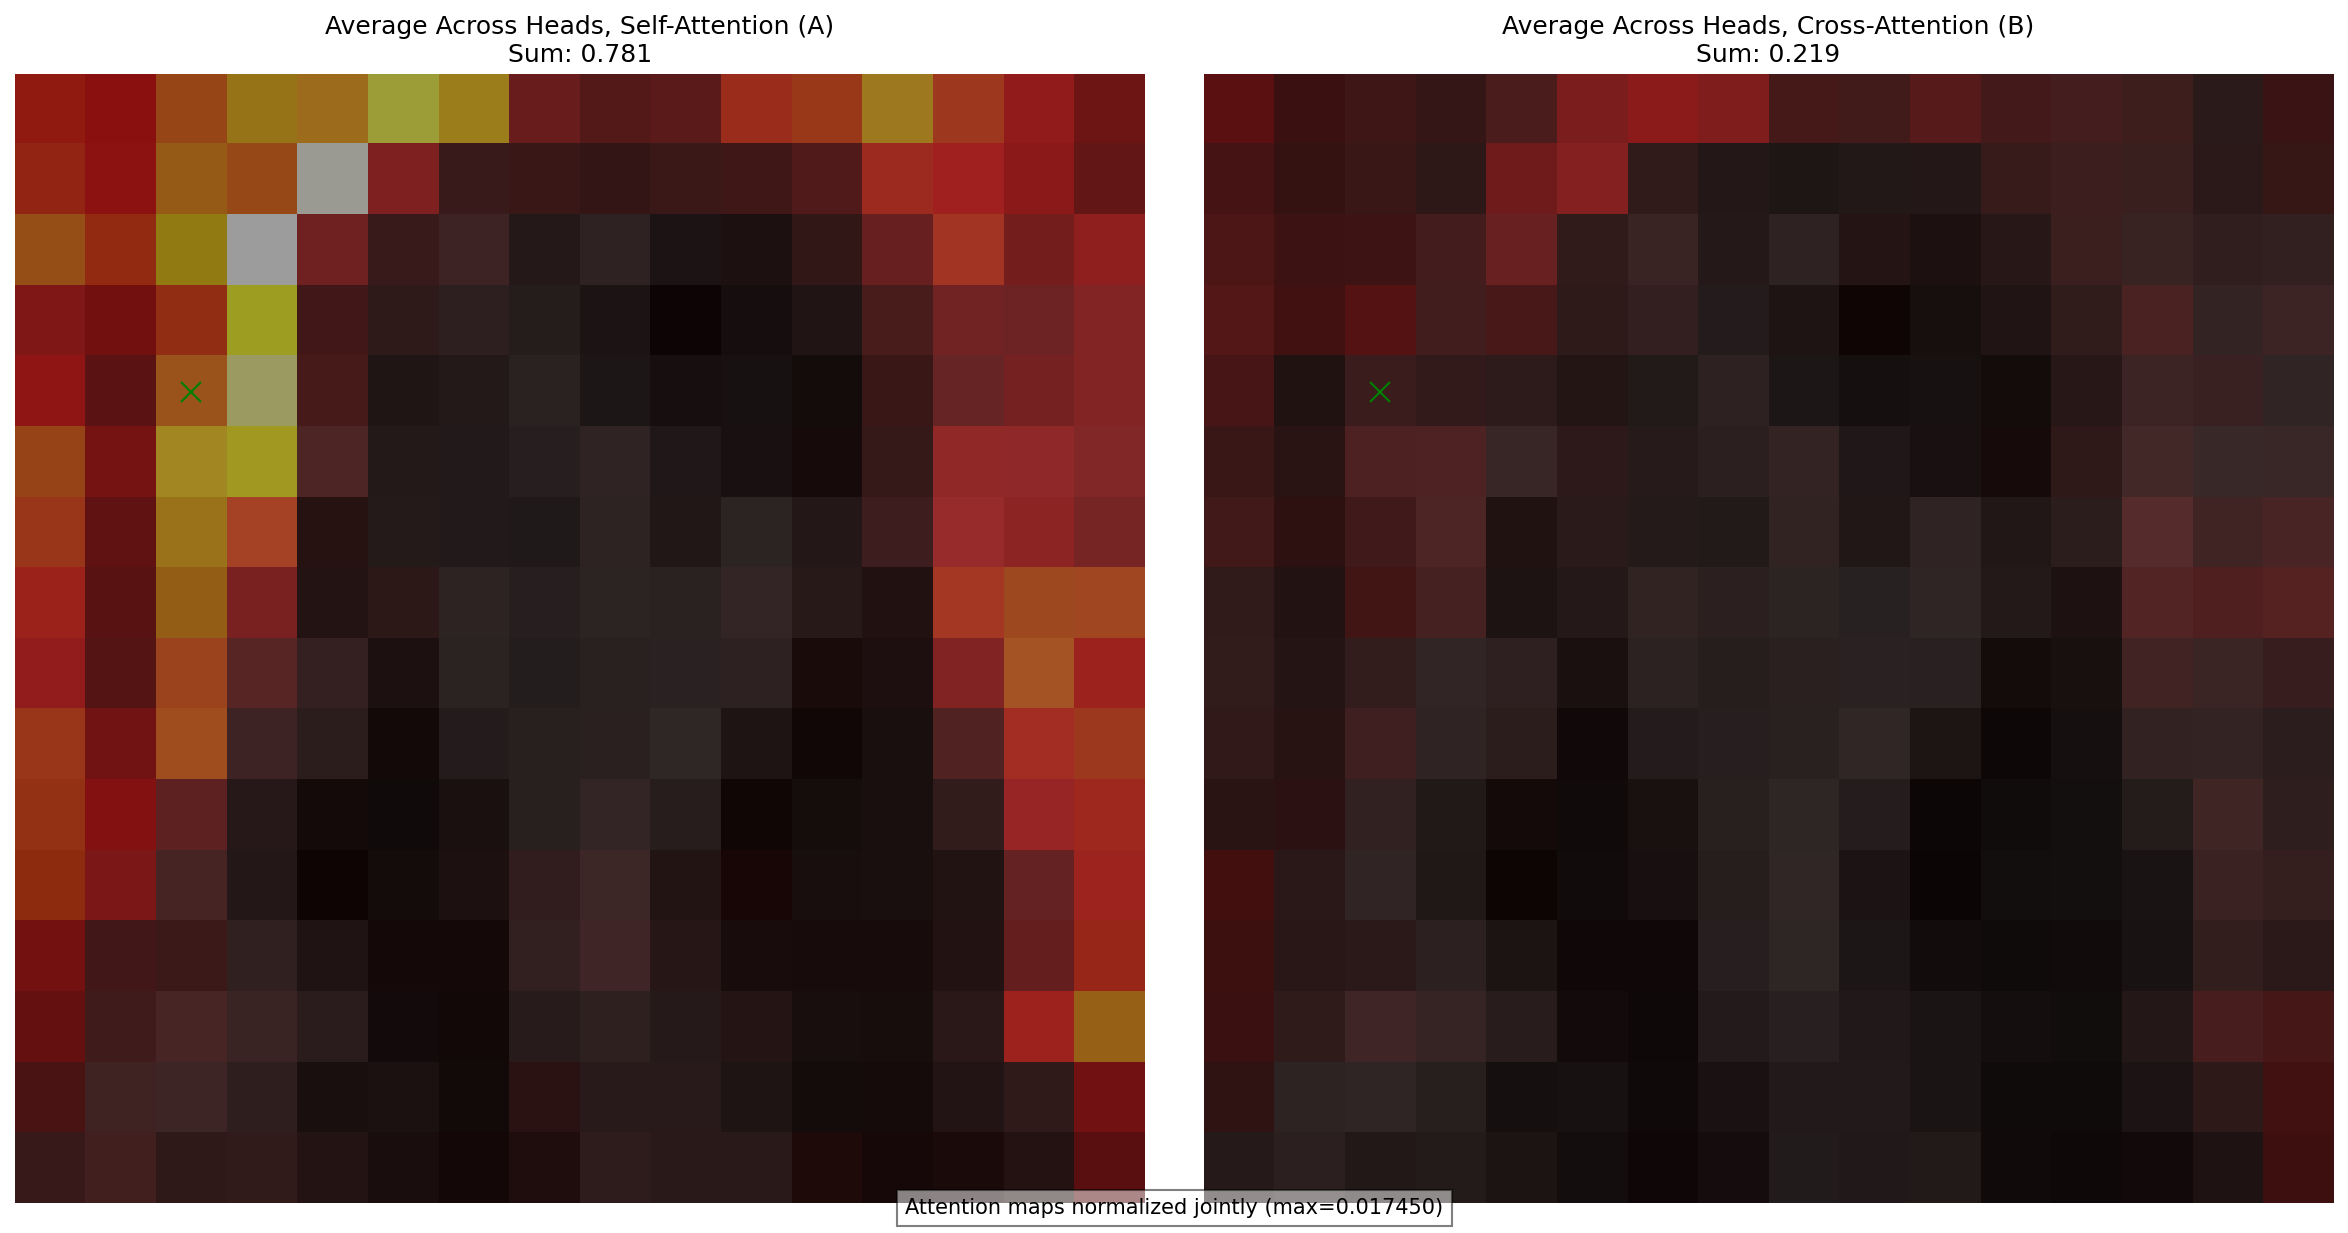 Average Across Heads, Self-Attention (A)
Sum: 0.781
Average Across Heads, Cross-Attention (B)
Sum: 0.219
Attention maps normalized jointly (max=0.017450)